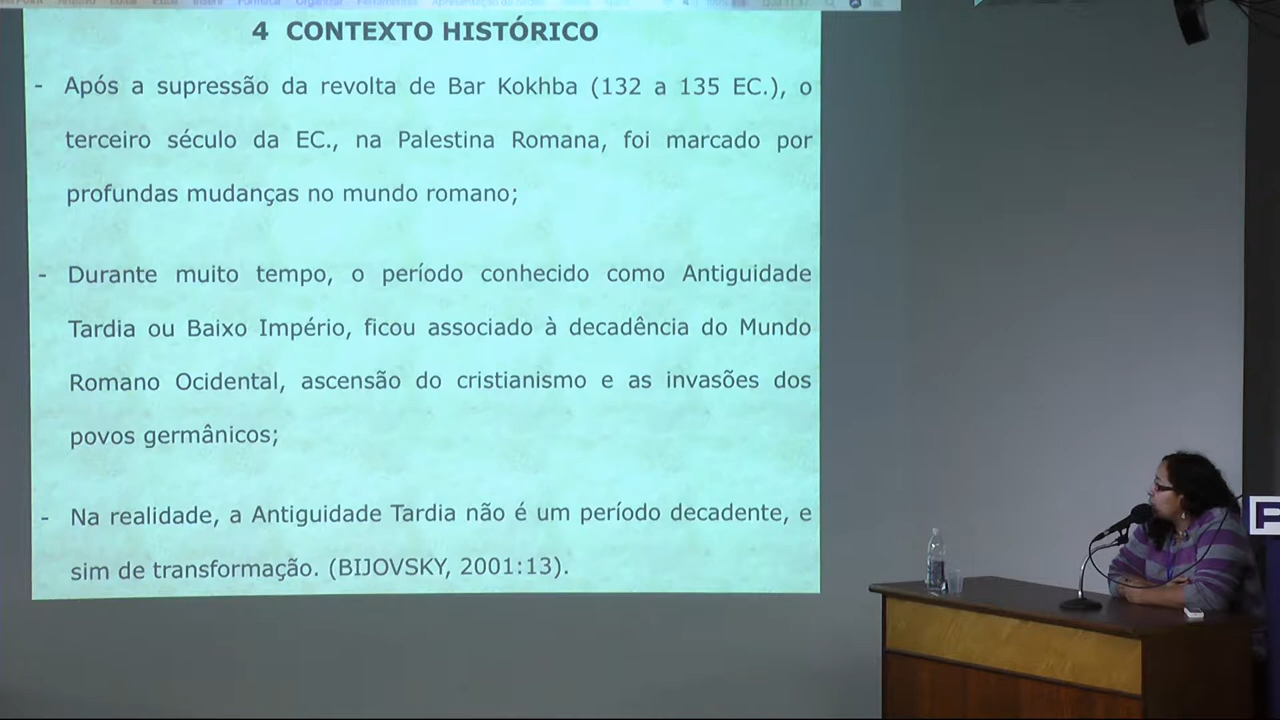 4 CONTEXTO HISTÓRICO
- Após a supressão da revolta de Bar Kokhba (132 a 135 EC.), o
terceiro século da EC., na Palestina Romana, foi marcado por
profundas mudanças no mundo romano;
- Durante muito tempo, o período conhecido como Antiguidade
Tardia ou Baixo Império, ficou associado à decadência do Mundo
Romano Ocidental, ascensão do cristianismo e as invasões dos
povos germânicos;
- Na realidade, a Antiguidade Tardia não é um período decadente, e
sim de transformação. (BIJOVSKY, 2001:13).